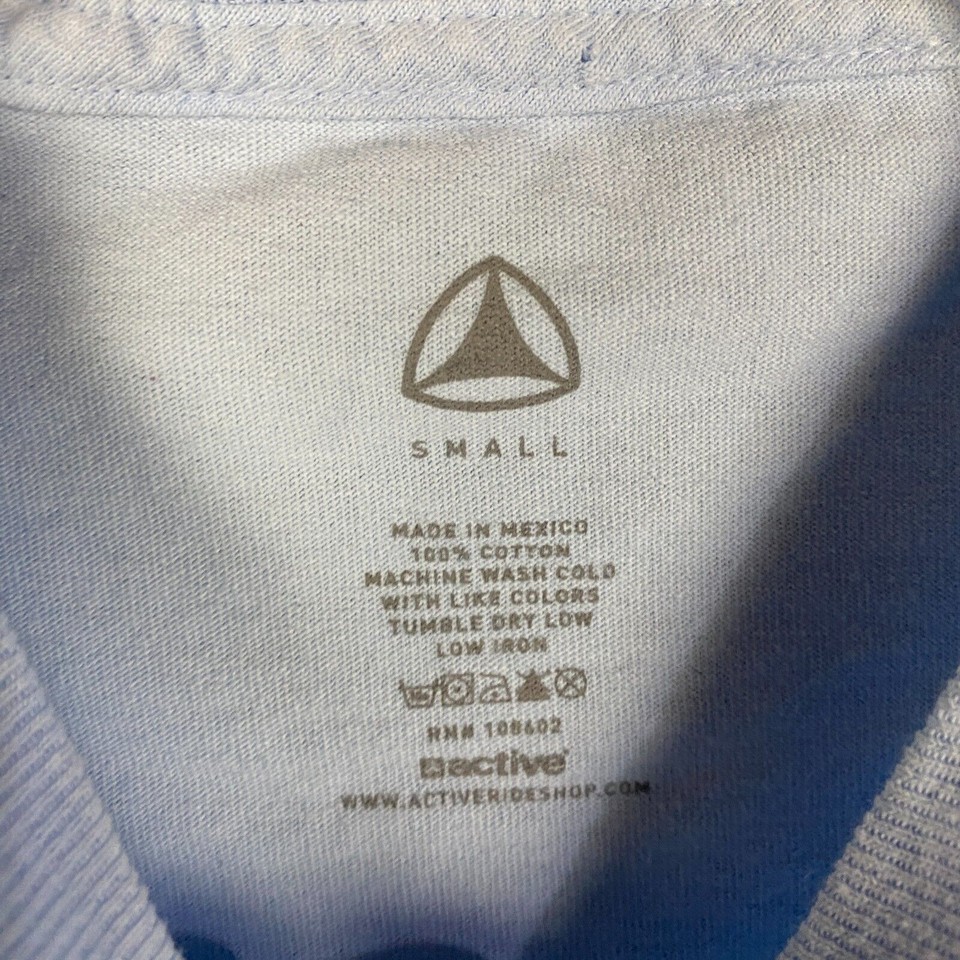 SMALL
MADE IN MEXICO
100% COTTON
MACHINE WASH COLD
WITH LIKE COLORS
TUMBLE DRY LOW
LOW IRON
RN# 108602
active
WWW.ACTIVERIDESHOP.COM